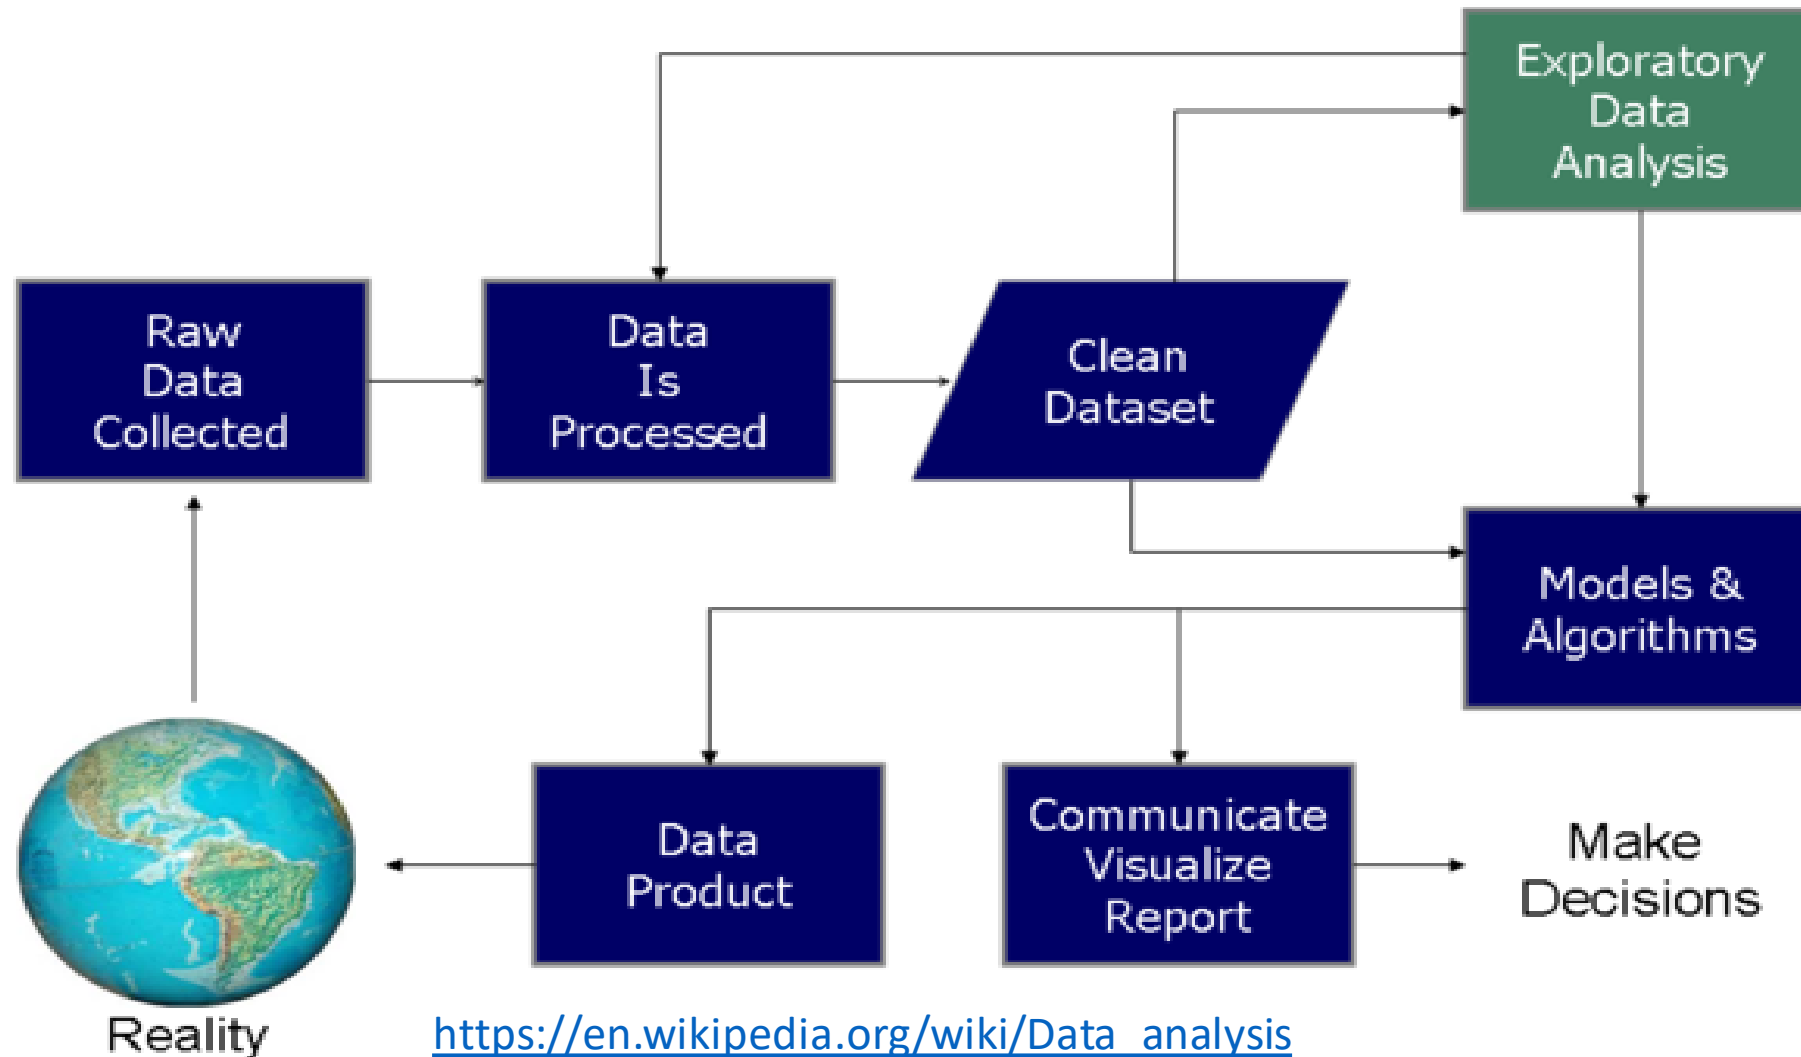 Exploratory
Data
Analysis
Raw
Data
Collected
Data
Is
Processed
Clean
Dataset
Models &
Algorithms
Data
Product
Communicate
Visualize
Report
Make
Decisions
Reality
https://en.wikipedia.org/wiki/Data_analysis